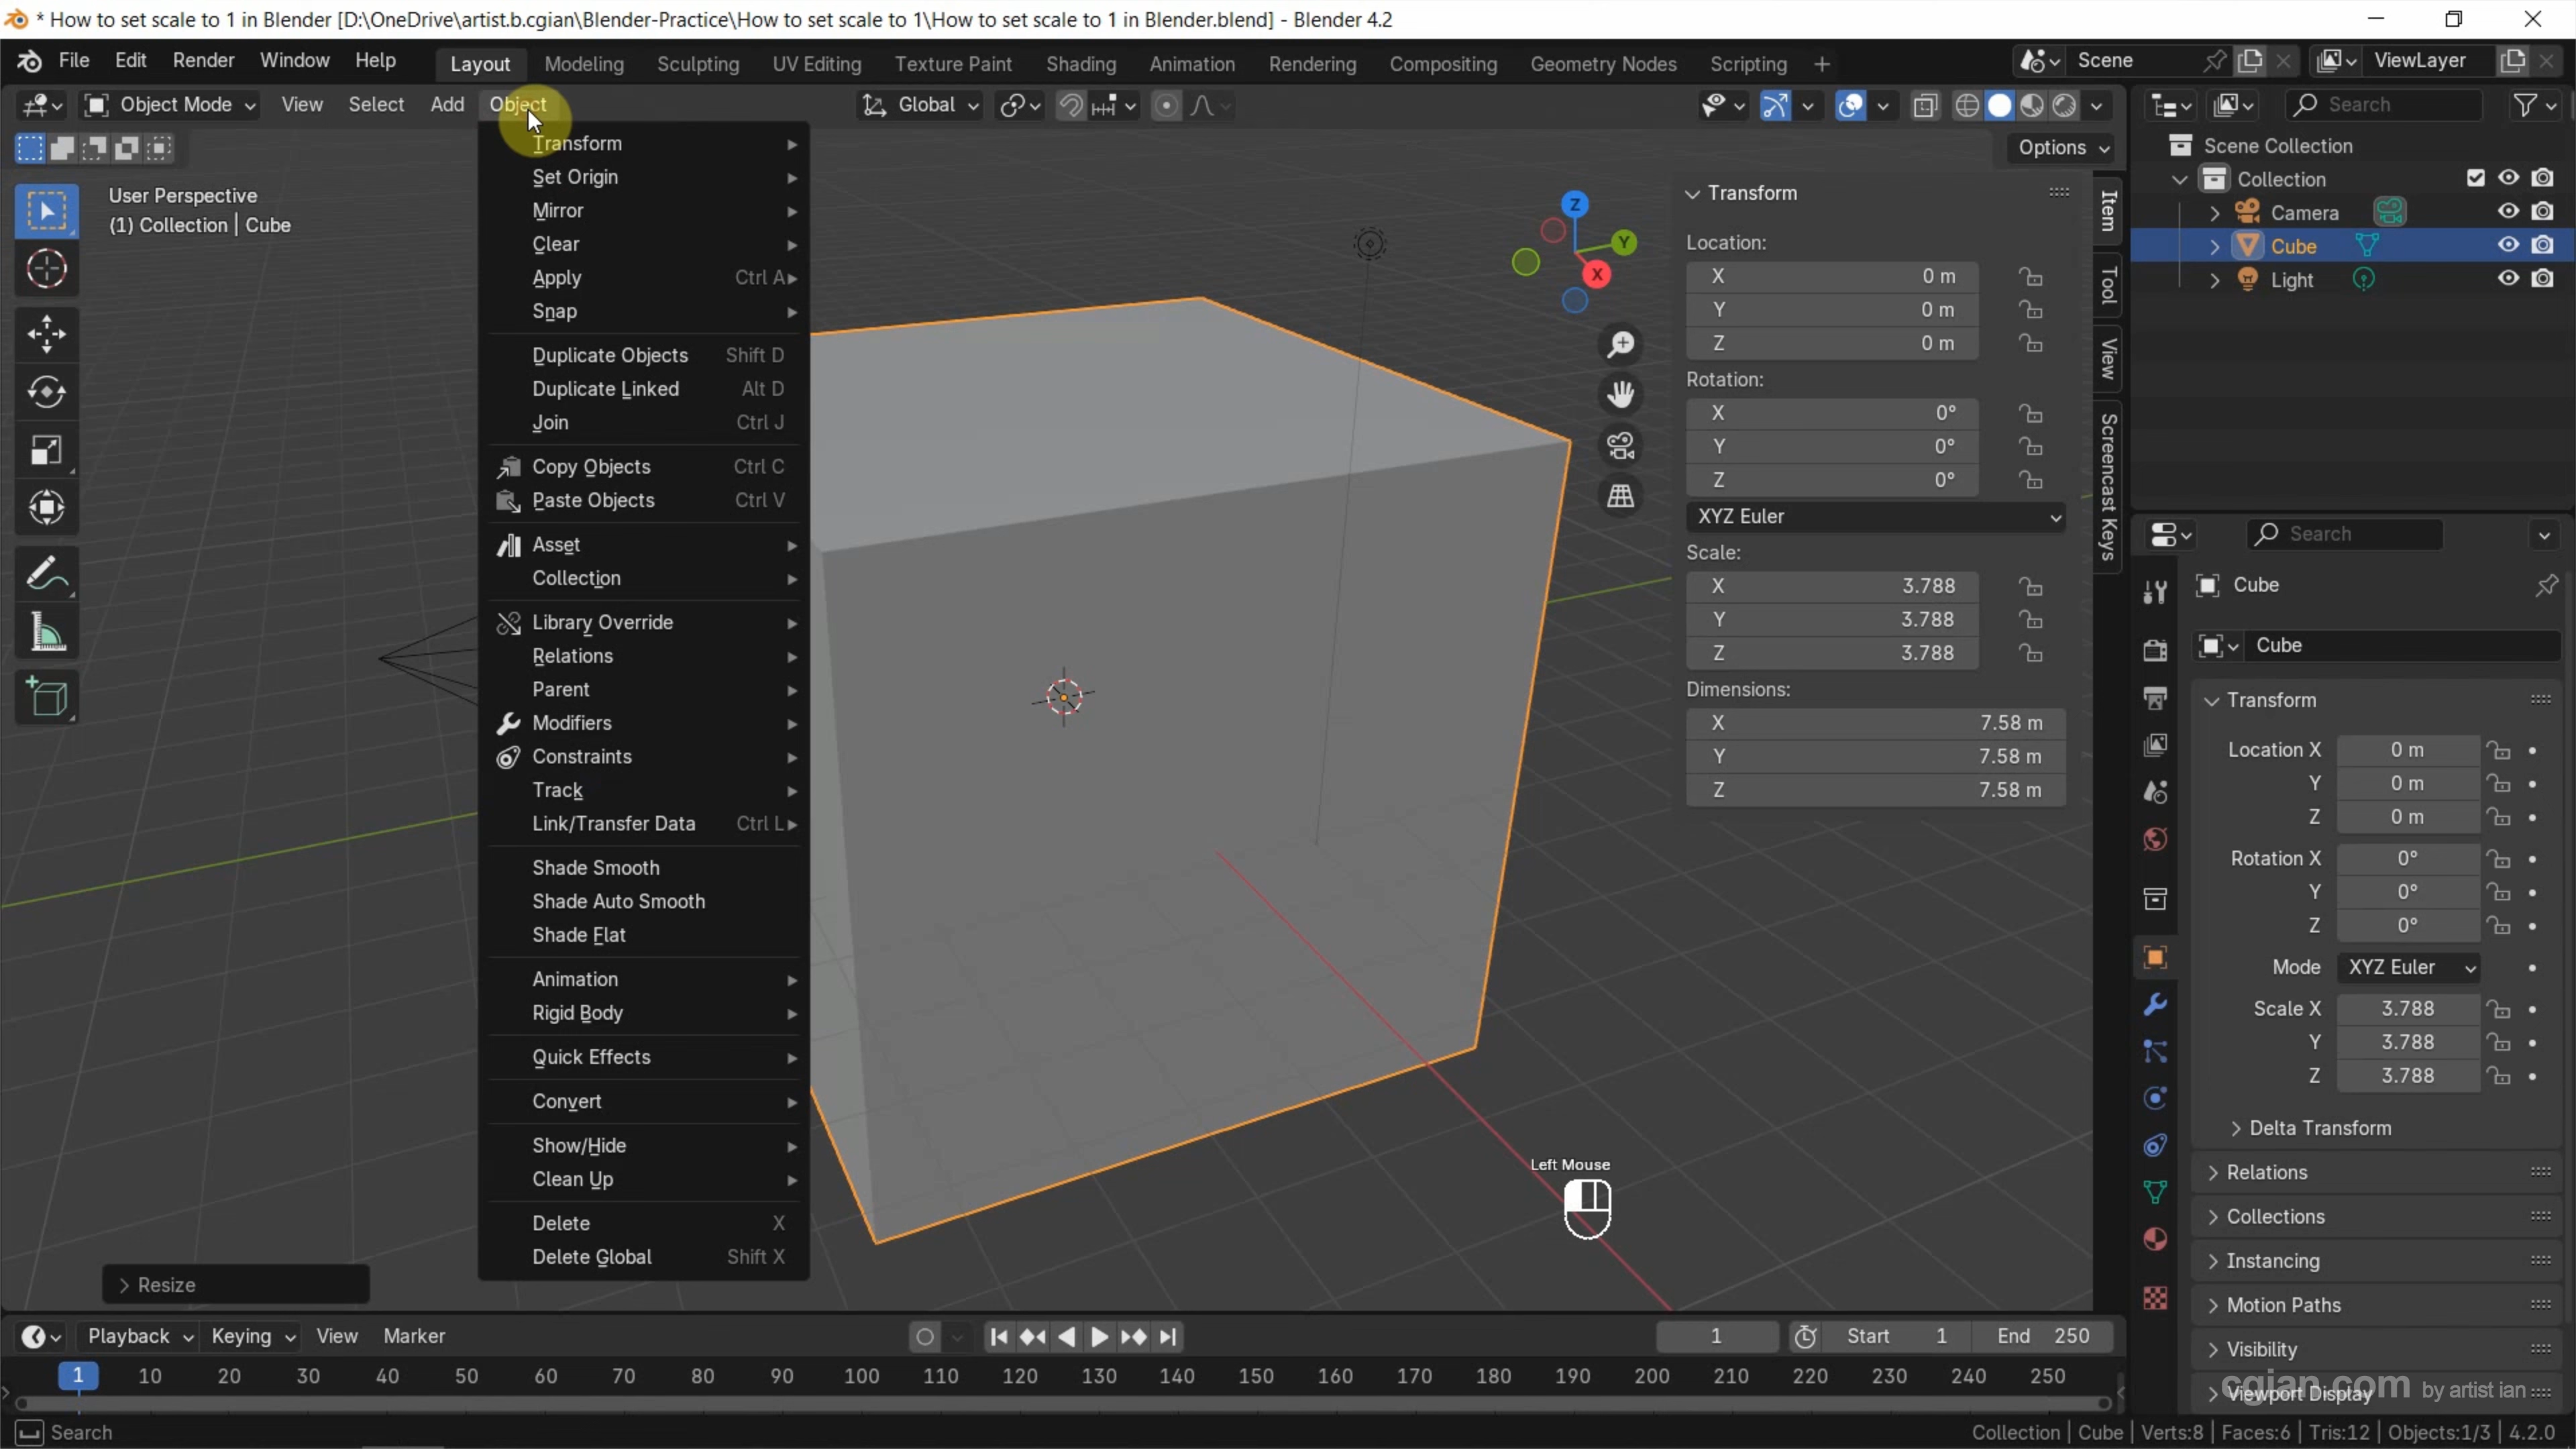 * How to set scale to 1 in Blender [D:\OneDrive\artist.b.cgian\Blender-Practice\How to set scale to 1\How to set scale to 1 in Blender.blend] - Blender 4.2
File Edit Render Window Help Layout Modeling Sculpting UV Editing Texture Paint Shading Animation Rendering Compositing Geometry Nodes Scripting + Scene ViewLayer
Object Mode View Select Add Object Global Search
Options
User Perspective
(1) Collection | Cube
Transform
Set Origin
Mirror
Clear
Apply Ctrl A
Snap
Duplicate Objects Shift D
Duplicate Linked Alt D
Join Ctrl J
Copy Objects Ctrl C
Paste Objects Ctrl V
Asset
Collection
Library Override
Relations
Parent
Modifiers
Constraints
Track
Link/Transfer Data Ctrl L
Shade Smooth
Shade Auto Smooth
Shade Flat
Animation
Rigid Body
Quick Effects
Convert
Show/Hide
Clean Up
Delete X
Delete Global Shift X
Resize
Z
Y
X
Left Mouse
Transform
Location:
X 0 m
Y 0 m
Z 0 m
Rotation:
X 0°
Y 0°
Z 0°
XYZ Euler
Scale:
X 3.788
Y 3.788
Z 3.788
Dimensions:
X 7.58 m
Y 7.58 m
Z 7.58 m
Item
Tool
View
Screencast Keys
Scene Collection
Collection
Camera
Cube
Light
Search
Cube
Cube
Transform
Location X 0 m
Y 0 m
Z 0 m
Rotation X 0°
Y 0°
Z 0°
Mode XYZ Euler
Scale X 3.788
Y 3.788
Z 3.788
Delta Transform
Relations
Collections
Instancing
Motion Paths
Visibility
Viewport Display
cgian.com by artist ian
Playback Keying View Marker 1 Start 1 End 250
1 10 20 30 40 50 60 70 80 90 100 110 120 130 140 150 160 170 180 190 200 210 220 230 240 250
Search Collection | Cube | Verts:8 | Faces:6 | Tris:12 | Objects:1/3 | 4.2.0